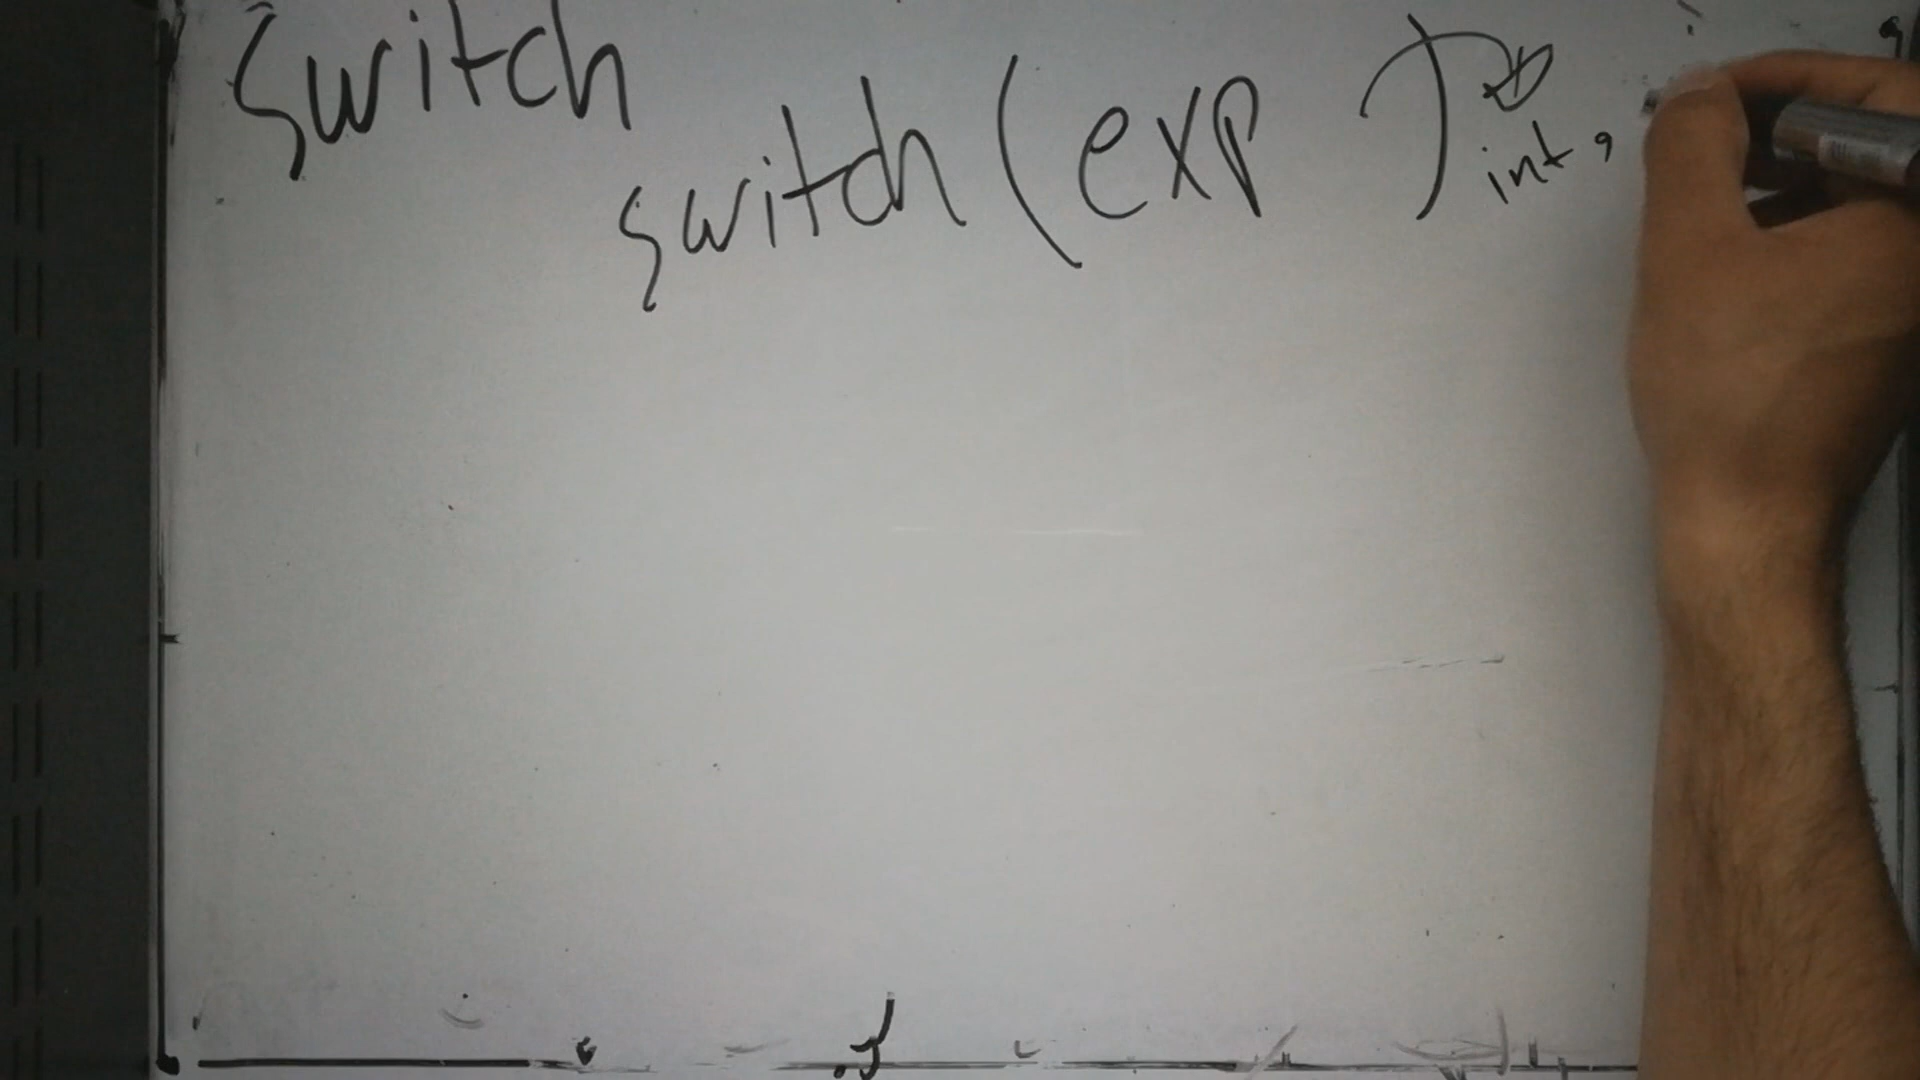 switch
switch (exp )
int,